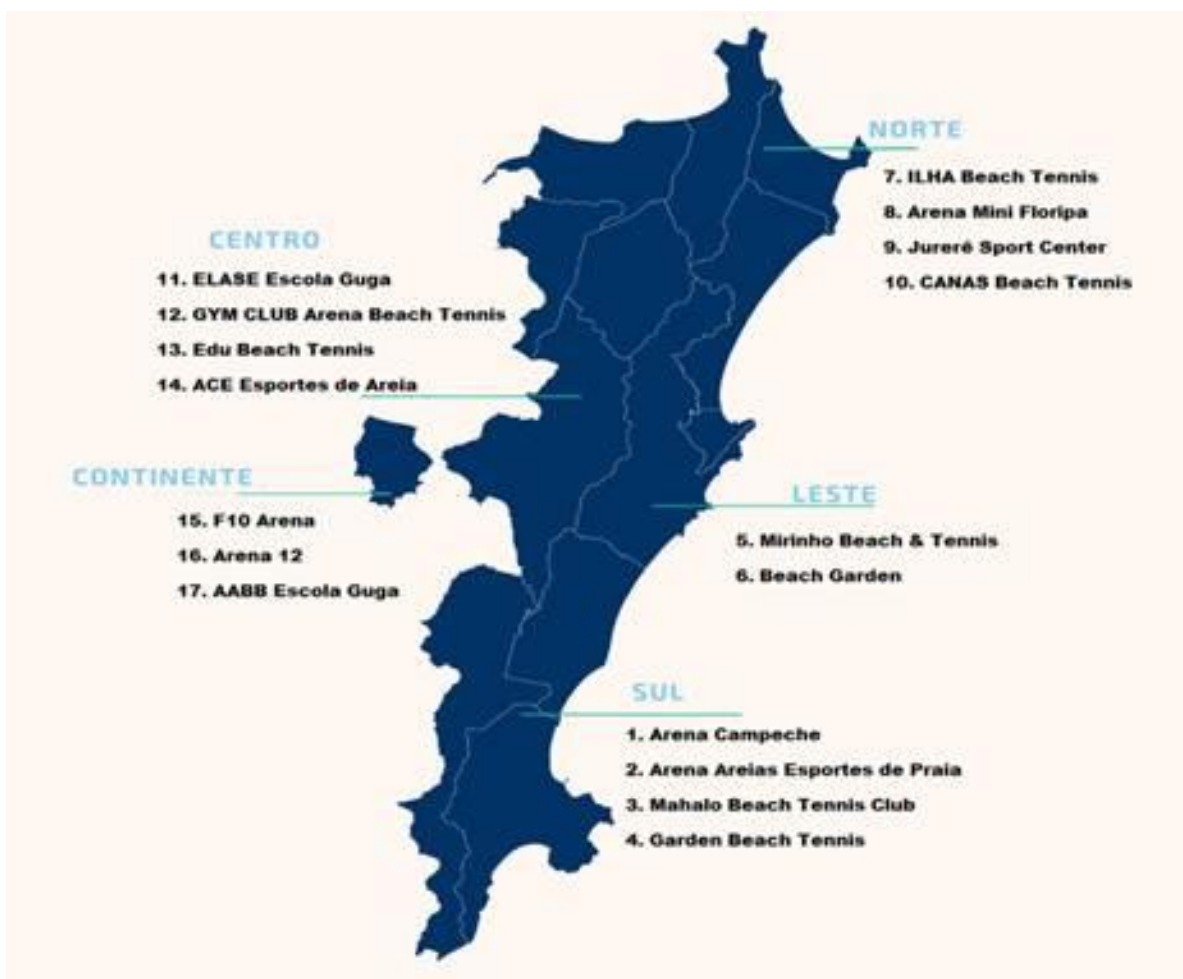 NORTE
7. ILHA Beach Tennis
8. Arena Mini Floripa
9. Jurerê Sport Center
10. CANAS Beach Tennis
CENTRO
11. ELASE Escola Guga
12. GYM CLUB Arena Beach Tennis
13. Edu Beach Tennis
14. ACE Esportes de Areia
CONTINENTE
15. F10 Arena
16. Arena 12
17. AABB Escola Guga
LESTE
5. Mirinho Beach & Tennis
6. Beach Garden
SUL
1. Arena Campeche
2. Arena Areias Esportes de Praia
3. Mahalo Beach Tennis Club
4. Garden Beach Tennis